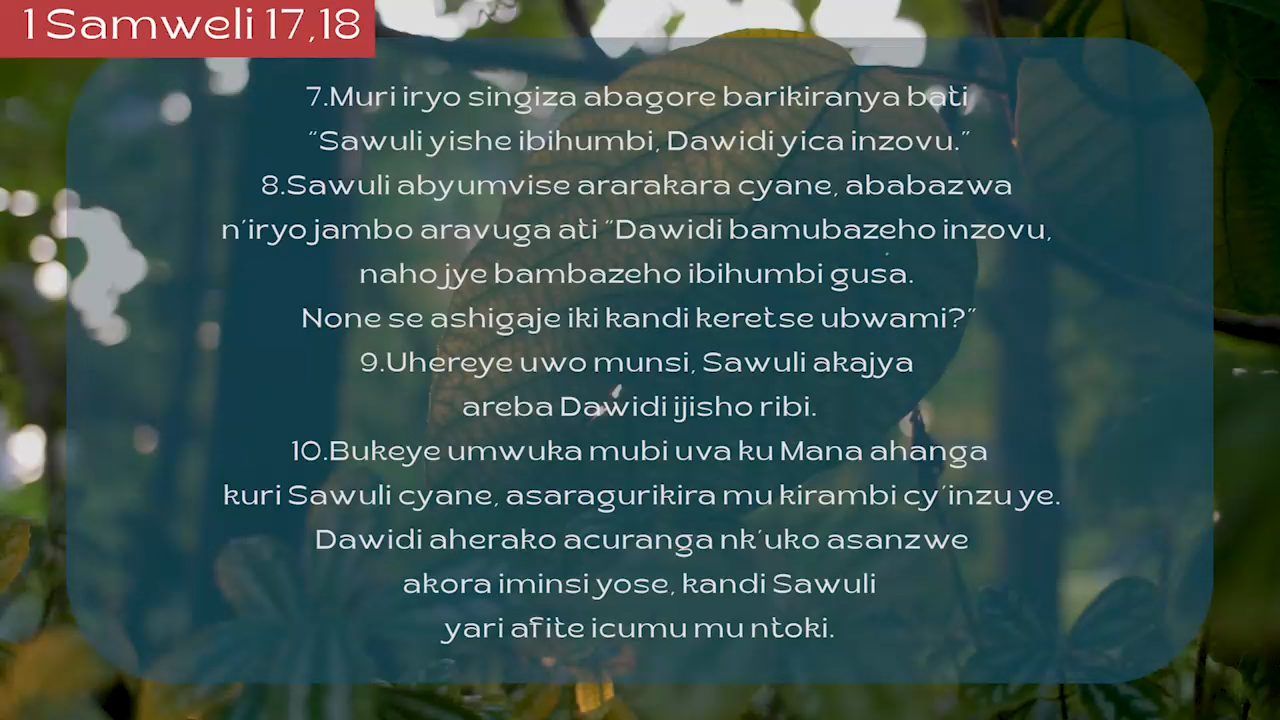 1 Samweli 17,18
7.Muri iryo singiza abagore barikiranya bati
“Sawuli yishe ibihumbi, Dawidi yica inzovu.”
8.Sawuli abyumvise ararakara cyane, ababazwa
n'iryo jambo aravuga ati “Dawidi bamubazeho inzovu,
naho jye bambazeho ibihumbi gusa.
None se ashigaje iki kandi keretse ubwami?”
9.Uhereye uwo munsi, Sawuli akajya
areba Dawidi ijisho ribi.
10.Bukeye umwuka mubi uva ku Mana ahanga
kuri Sawuli cyane, asaragurikira mu kirambi cy'inzu ye.
Dawidi aherako acuranga nk'uko asanzwe
akora iminsi yose, kandi Sawuli
yari afite icumu mu ntoki.